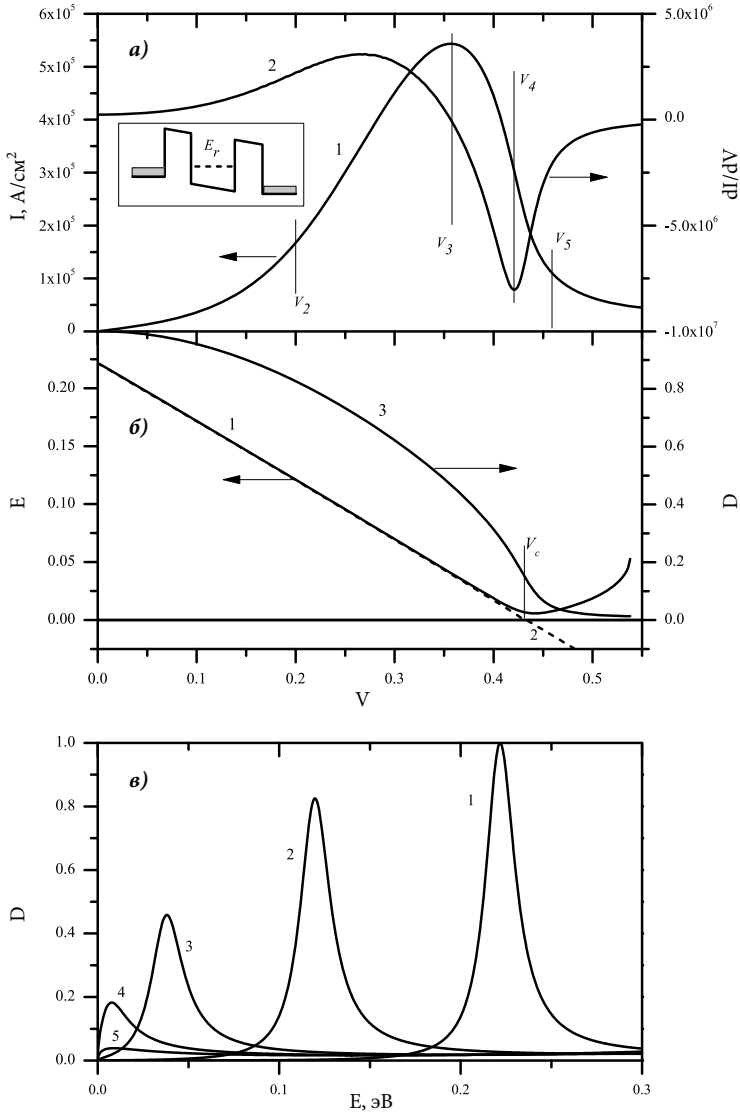 а)
6x10⁵
5x10⁵
4x10⁵
3x10⁵
2x10⁵
1x10⁵
0
I, А/см²
5.0x10⁶
0.0
-5.0x10⁶
-1.0x10⁷
dI/dV
2
1
E_r
V_2
V_3
V_4
V_5
б)
0.20
0.15
0.10
0.05
0.00
E
0.8
0.6
0.4
0.2
0.0
D
1
3
V_c
2
0.0 0.1 0.2 0.3 0.4 0.5
V
в)
1.0
0.8
0.6
0.4
0.2
0.0
D
1
2
3
4
5
0.0 0.1 0.2 0.3
E, эВ